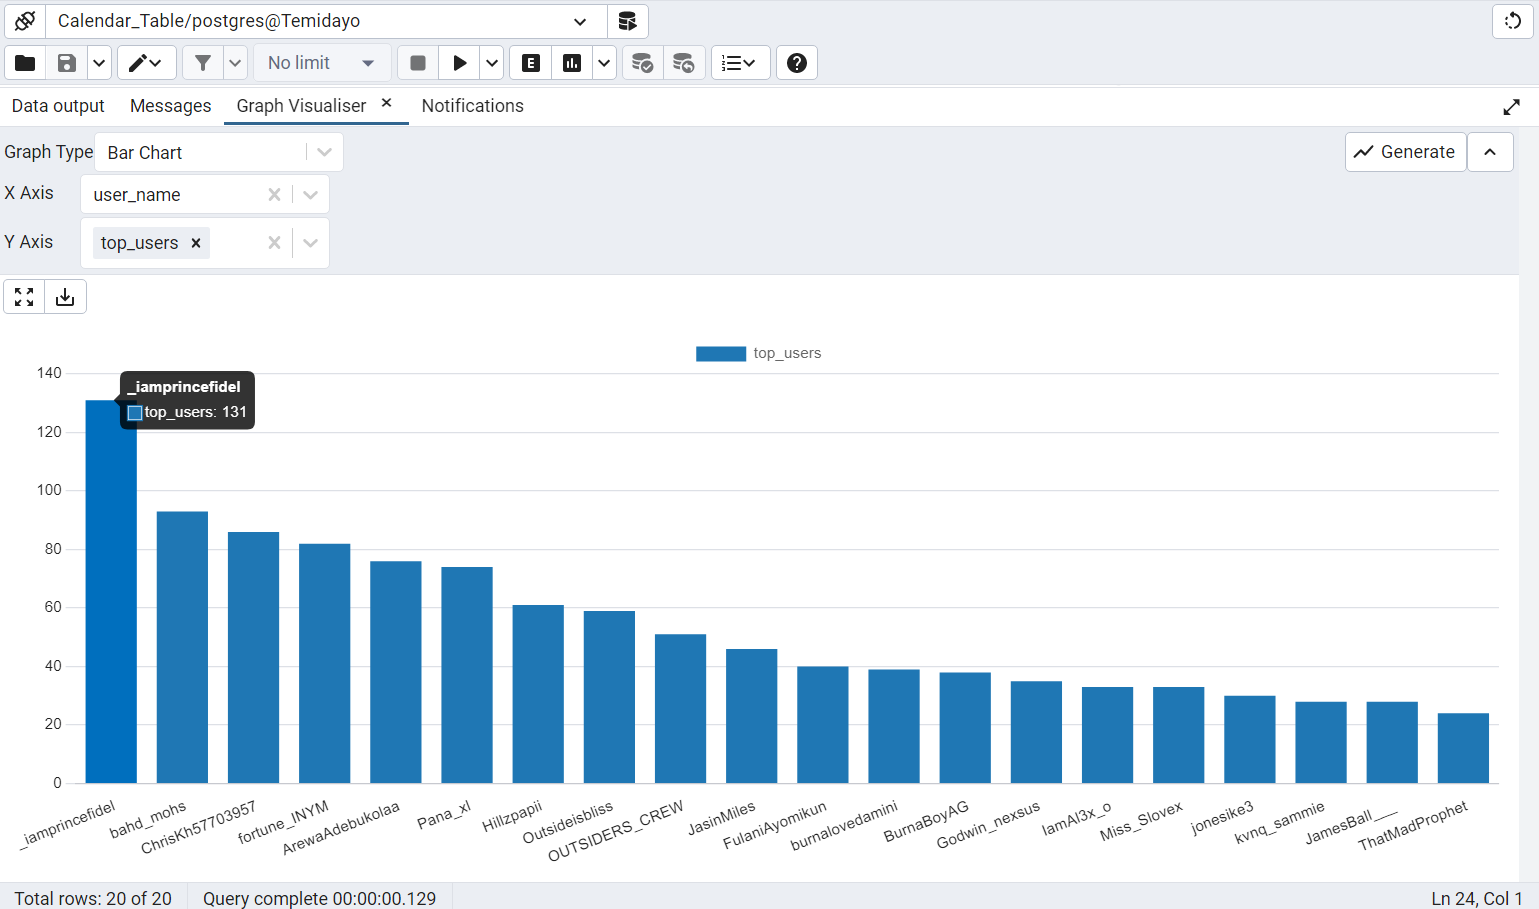 Calendar_Table/postgres@Temidayo
No limit
E
Data output Messages Graph Visualiser Notifications
Graph Type Bar Chart
Generate
X Axis user_name
Y Axis top_users
top_users
140
_iamprincefidel
top_users: 131
120
100
80
60
40
20
0
_iamprincefidel
bahd_mohs
ChrisKh57703957
fortune_INYM
ArewaAdebukolaa
Pana_xl
Hillzpapii
Outsideisbliss
OUTSIDERS_CREW
JasinMiles
FulaniAyomikun
burnalovedamini
BurnaBoyAG
Godwin_nexsus
IamAl3x_o
Miss_Slovex
jonesike3
kvnq_sammie
JamesBall___
ThatMadProphet
Total rows: 20 of 20 Query complete 00:00:00.129 Ln 24, Col 1